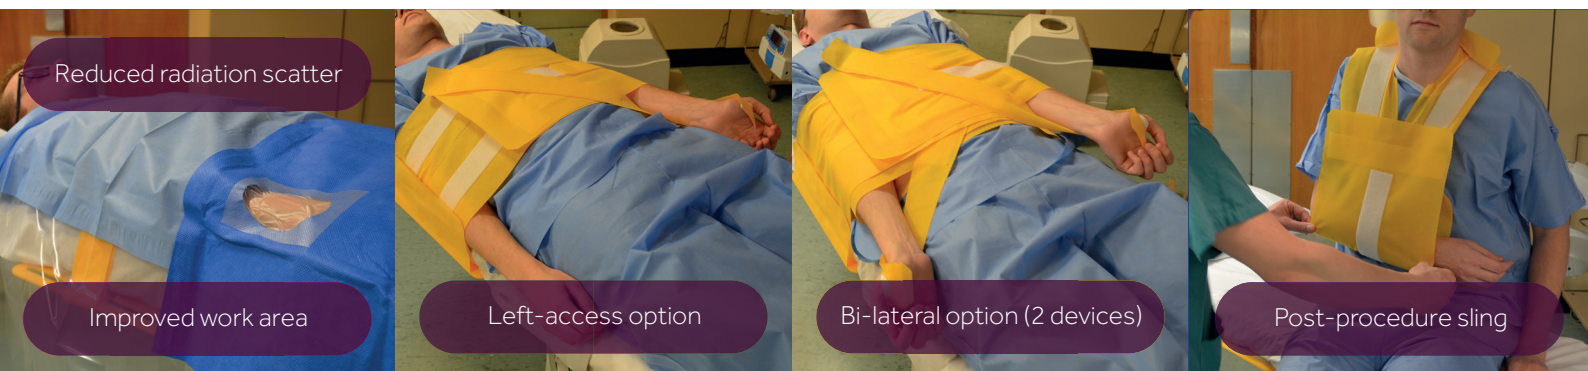 Reduced radiation scatter
Improved work area
Left-access option
Bi-lateral option (2 devices)
Post-procedure sling